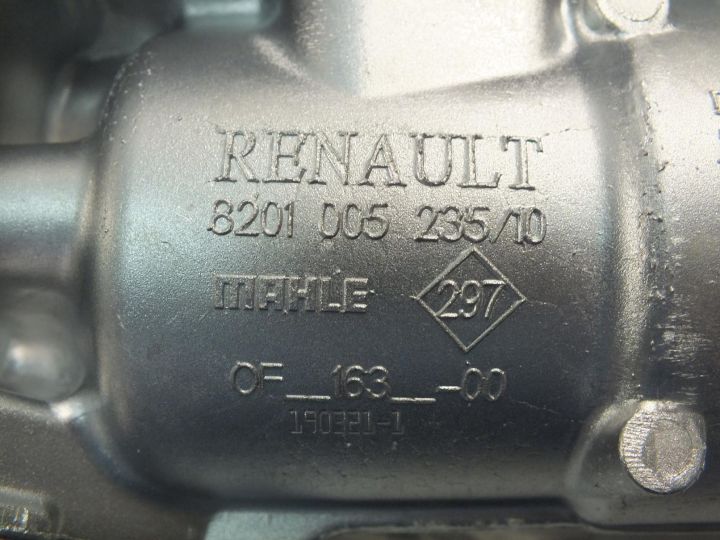 RENAULT
8201 005 235/10
MAHLE
297
OF__163__-00
190321-1